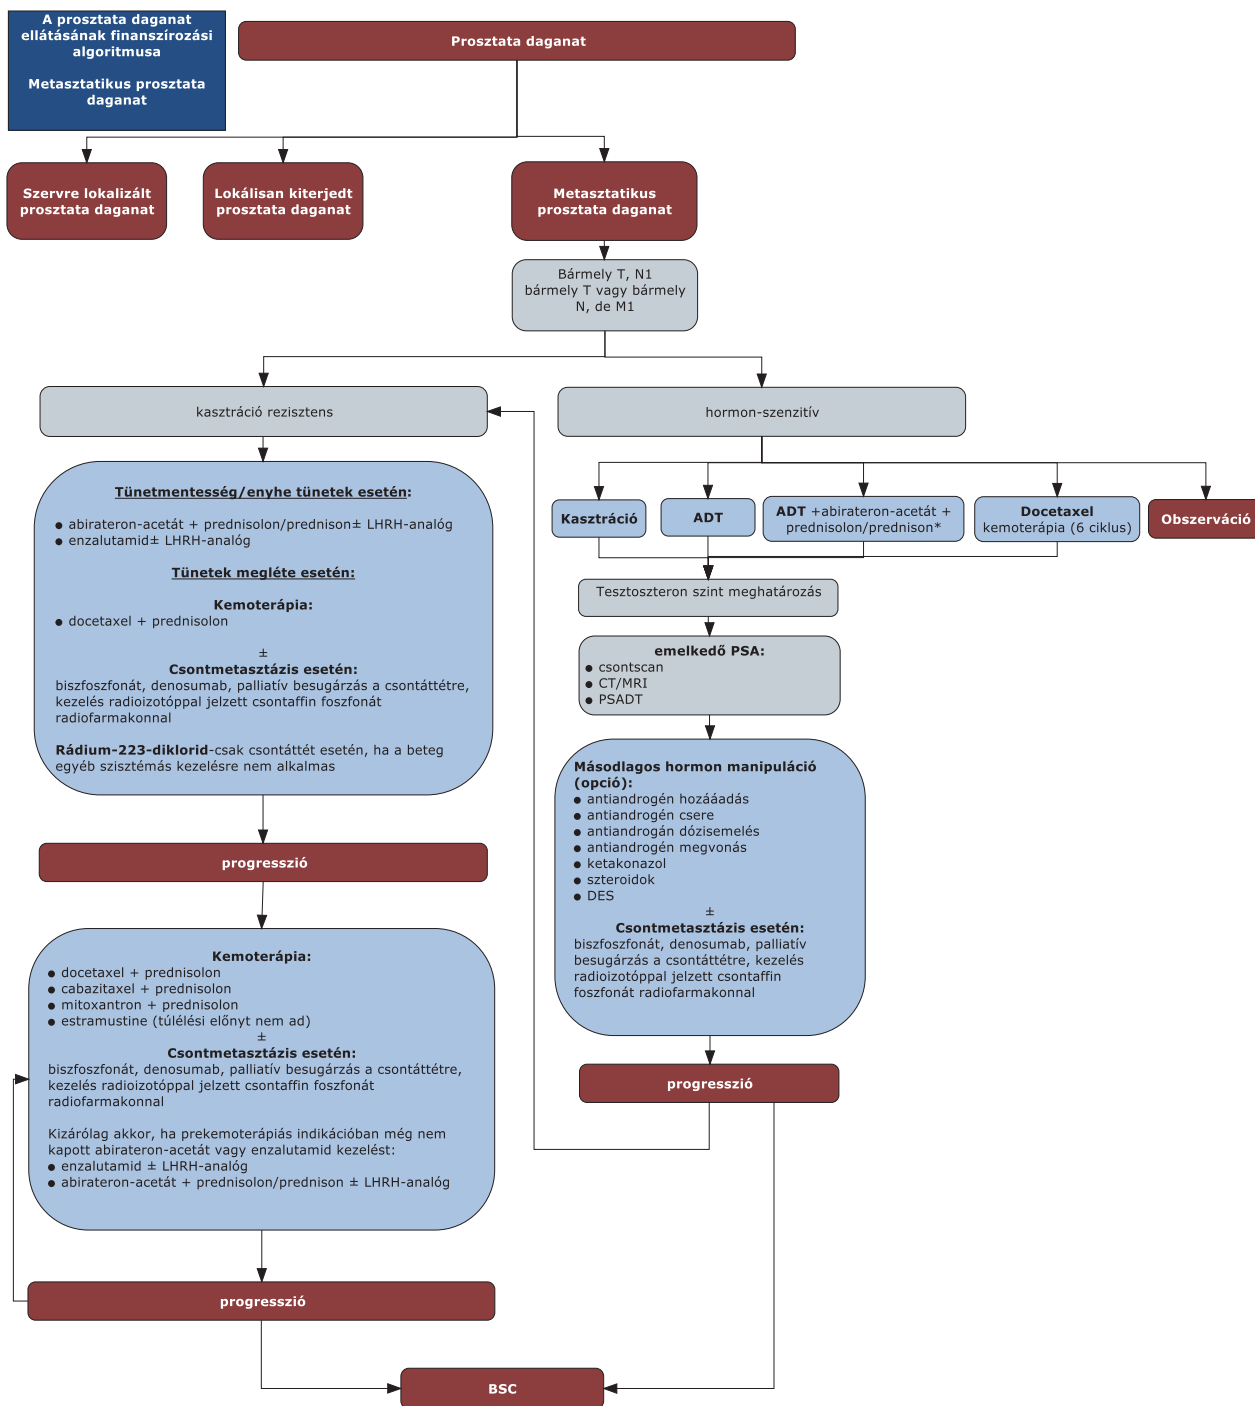 A prosztata daganat
ellátásának finanszírozási
algoritmusa
Metasztatikus prosztata
daganat
Prosztata daganat
Szervre lokalizált
prosztata daganat
Lokálisan kiterjedt
prosztata daganat
Metasztatikus
prosztata daganat
Bármely T, N1
bármely T vagy bármely
N, de M1
kasztráció rezisztens
hormon-szenzitív
Tünetmentesség/enyhe tünetek esetén:
● abirateron-acetát + prednisolon/prednison± LHRH-analóg
● enzalutamid± LHRH-analóg
Tünetek megléte esetén:
Kemoterápia:
● docetaxel + prednisolon
±
Csontmetasztázis esetén:
biszfoszfonát, denosumab, palliatív besugárzás a csontáttétre,
kezelés radioizotóppal jelzett csontaffin foszfonát
radiofarmakonnal
Rádium-223-diklorid-csak csontáttét esetén, ha a beteg
egyéb szisztémás kezelésre nem alkalmas
Kasztráció
ADT
ADT +abirateron-acetát +
prednisolon/prednison*
Docetaxel
kemoterápia (6 ciklus)
Obszerváció
Tesztoszteron szint meghatározás
emelkedő PSA:
● csontscan
● CT/MRI
● PSADT
Másodlagos hormon manipuláció
(opció):
● antiandrogén hozááadás
● antiandrogén csere
● antiandrogán dózisemelés
● antiandrogén megvonás
● ketakonazol
● szteroidok
● DES
±
Csontmetasztázis esetén:
biszfoszfonát, denosumab, palliatív
besugárzás a csontáttétre, kezelés
radioizotóppal jelzett csontaffin
foszfonát radiofarmakonnal
progresszió
progresszió
Kemoterápia:
● docetaxel + prednisolon
● cabazitaxel + prednisolon
● mitoxantron + prednisolon
● estramustine (túlélési előnyt nem ad)
±
Csontmetasztázis esetén:
biszfoszfonát, denosumab, palliatív besugárzás a csontáttétre,
kezelés radioizotóppal jelzett csontaffin foszfonát
radiofarmakonnal
Kizárólag akkor, ha prekemoterápiás indikációban még nem
kapott abirateron-acetát vagy enzalutamid kezelést:
● enzalutamid ± LHRH-analóg
● abirateron-acetát + prednisolon/prednison ± LHRH-analóg
progresszió
BSC